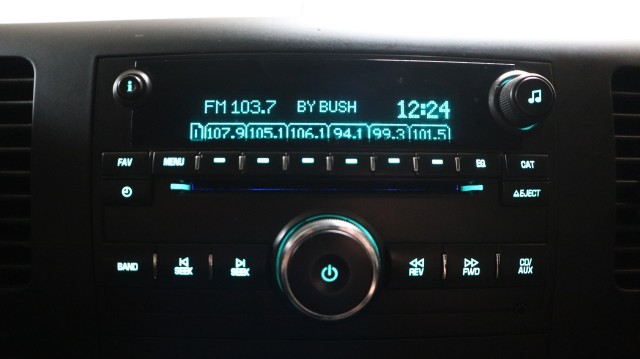 FM 103.7 BY BUSH 12:24
1 107.9 105.1 106.1 94.1 99.3 101.5
FAV MENU EQ CAT
EJECT
BAND SEEK SEEK REV FWD CD/AUX